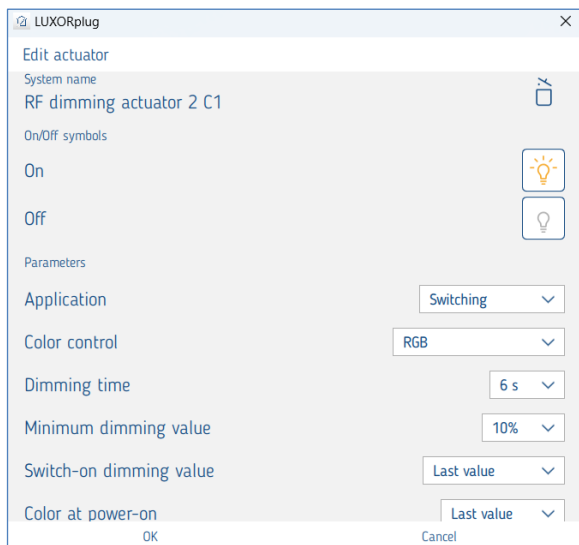 LUXORplug
Edit actuator
System name
RF dimming actuator 2 C1
On/Off symbols
On
Off
Parameters
Application Switching
Color control RGB
Dimming time 6 s
Minimum dimming value 10%
Switch-on dimming value Last value
Color at power-on Last value
OK Cancel